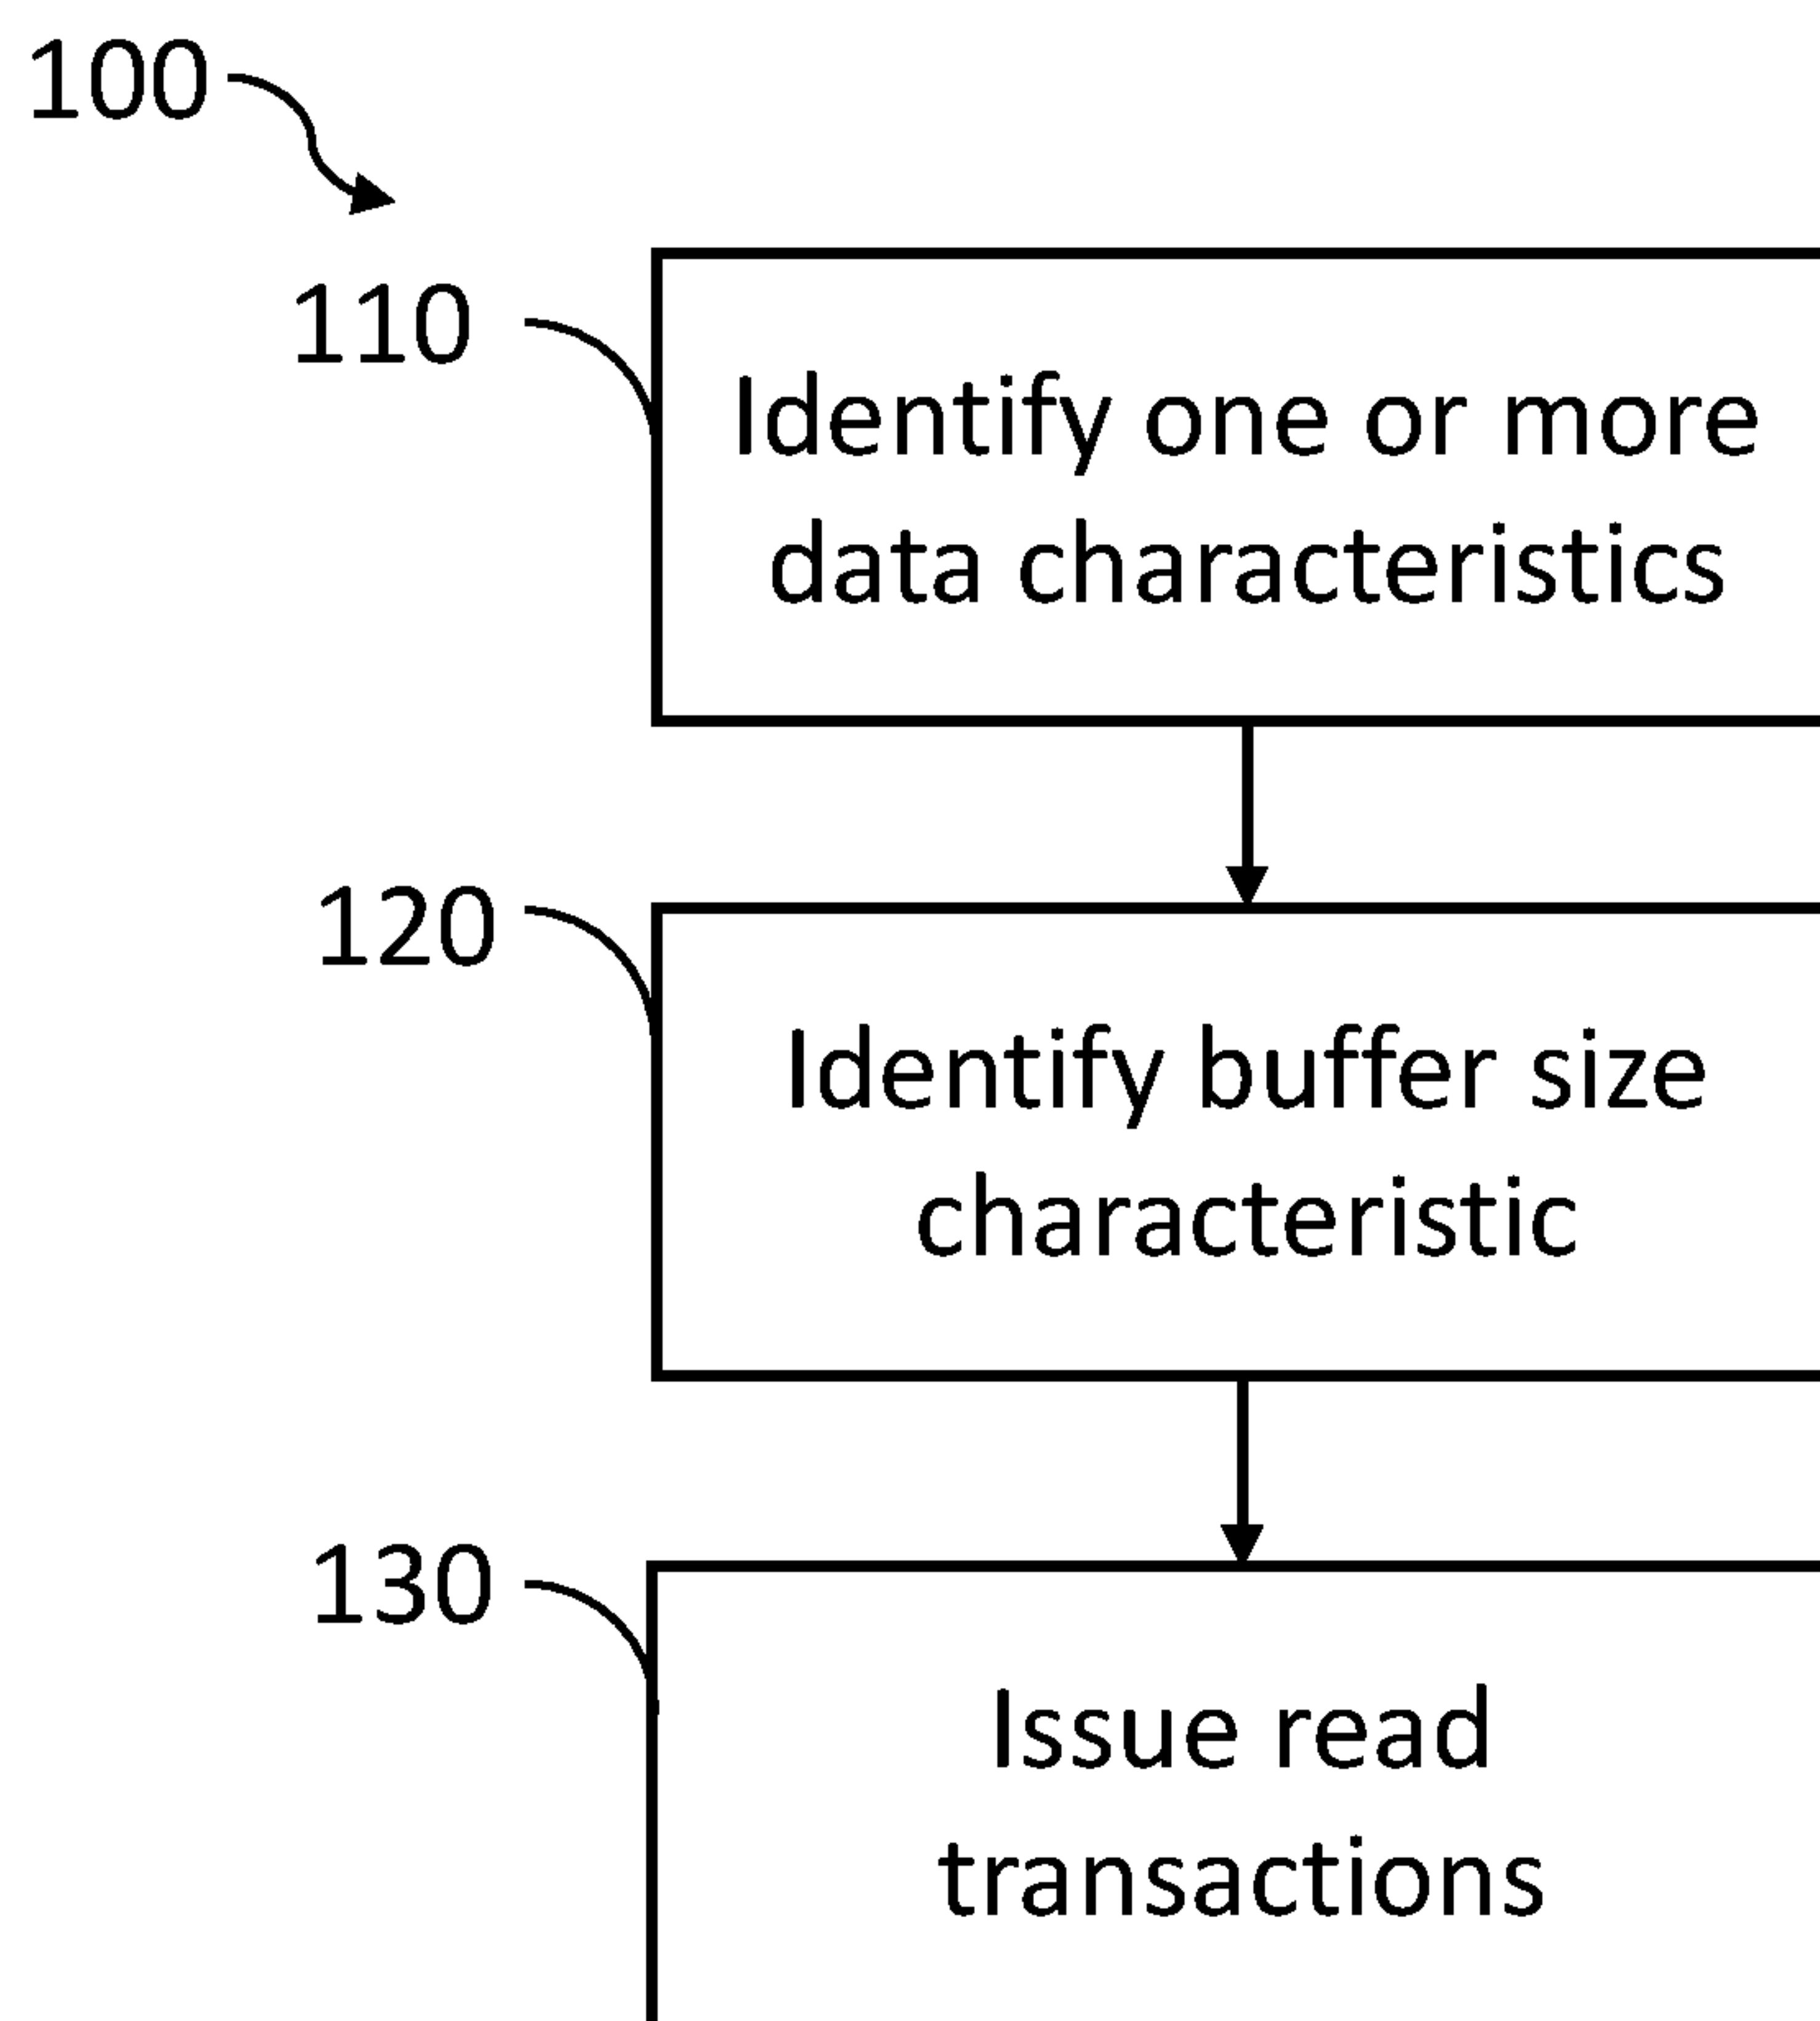 100
110
Identify one or more
data characteristics
120
Identify buffer size
characteristic
130
Issue read
transactions